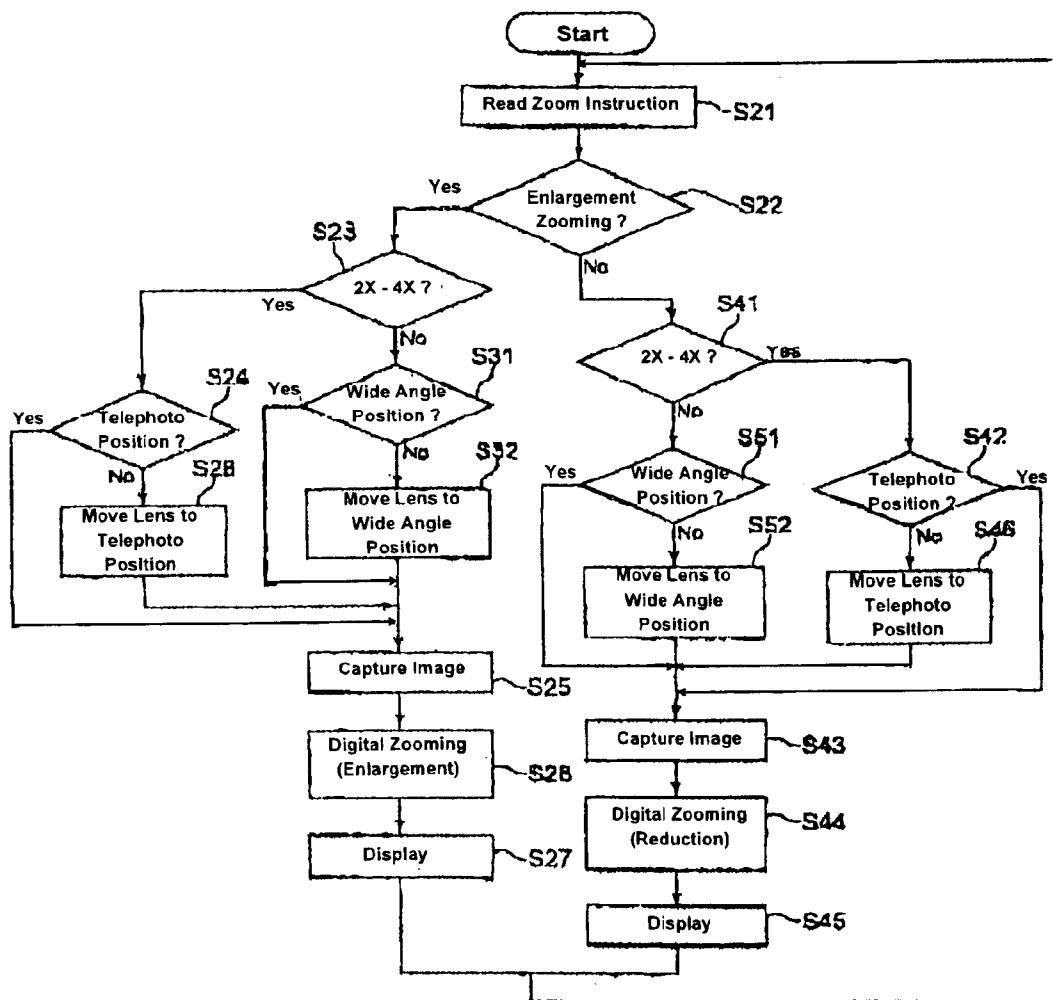 Start
Read Zoom Instruction
S21
Yes
Enlargement
Zooming ?
S22
No
S23
2X - 4X ?
Yes
No
S41
2X - 4X ?
Yes
No
S24
Yes
Telephoto
Position ?
No
S31
Yes
Wide Angle
Position ?
No
S51
Yes
Wide Angle
Position ?
No
S42
Telephoto
Position ?
Yes
No
S28
Move Lens to
Telephoto
Position
S32
Move Lens to
Wide Angle
Position
S52
Move Lens to
Wide Angle
Position
S46
Move Lens to
Telephoto
Position
Capture Image
S25
Capture Image
S43
Digital Zooming
(Enlargement)
S26
Digital Zooming
(Reduction)
S44
Display
S27
Display
S45